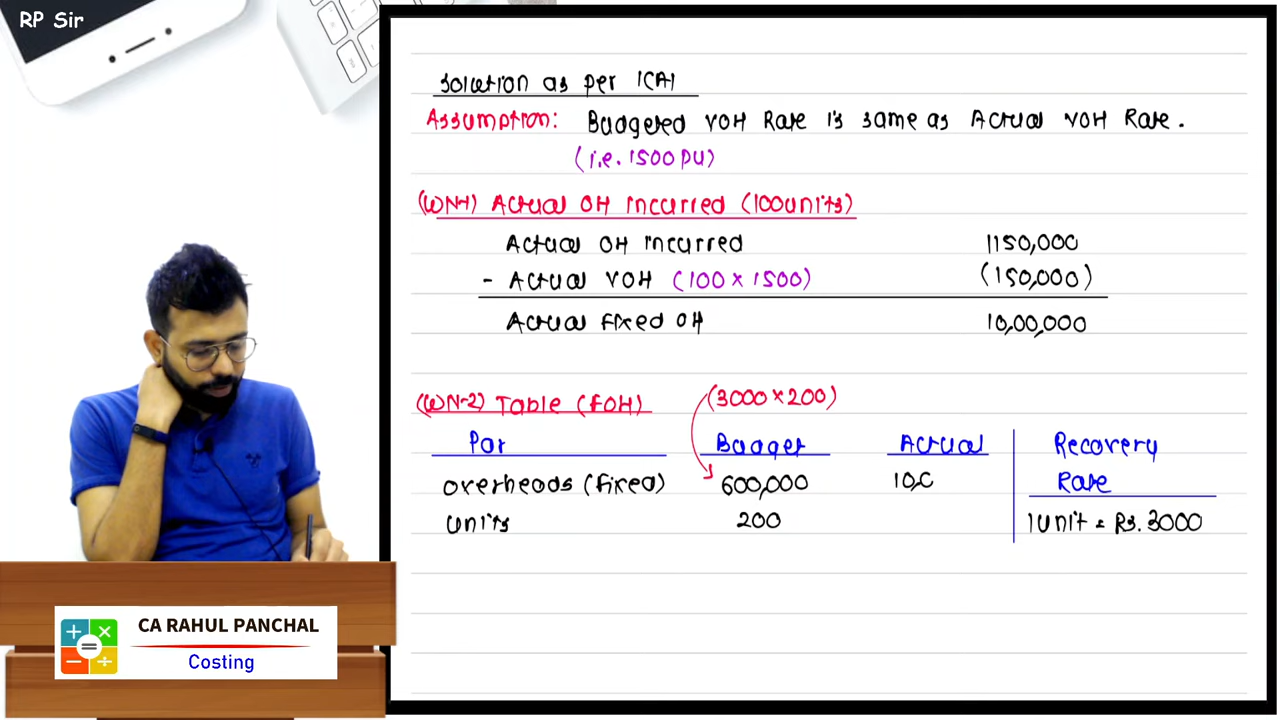 RP Sir
Solution as per ICAI
Assumption: Budgeted VOH Rate is same as Actual VOH Rate.
(i.e. 1500 PU)
(WN-1) Actual OH incurred (100 units)
Actual OH incurred 1150,000
- Actual VOH (100 × 1500) (150,000)
Actual fixed OH 10,00,000
(WN-2) Table (FOH) (3000 × 200)
Par Budget Actual Recovery
overheads (fixed) 600,000 10,0 Rate
units 200 1 unit = Rs. 3000
CA RAHUL PANCHAL
Costing